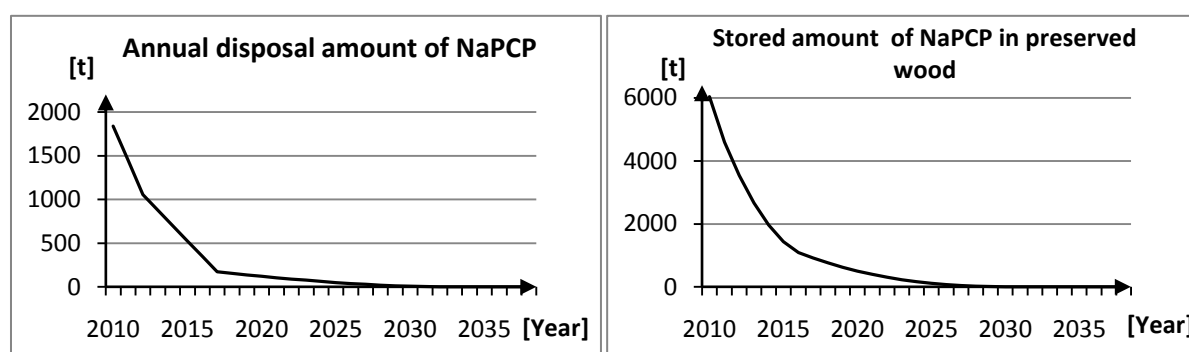 Annual disposal amount of NaPCP
[t]
2000
1500
1000
500
0
2010 2015 2020 2025 2030 2035 [Year]
Stored amount of NaPCP in preserved
wood
[t]
6000
4000
2000
0
2010 2015 2020 2025 2030 2035 [Year]